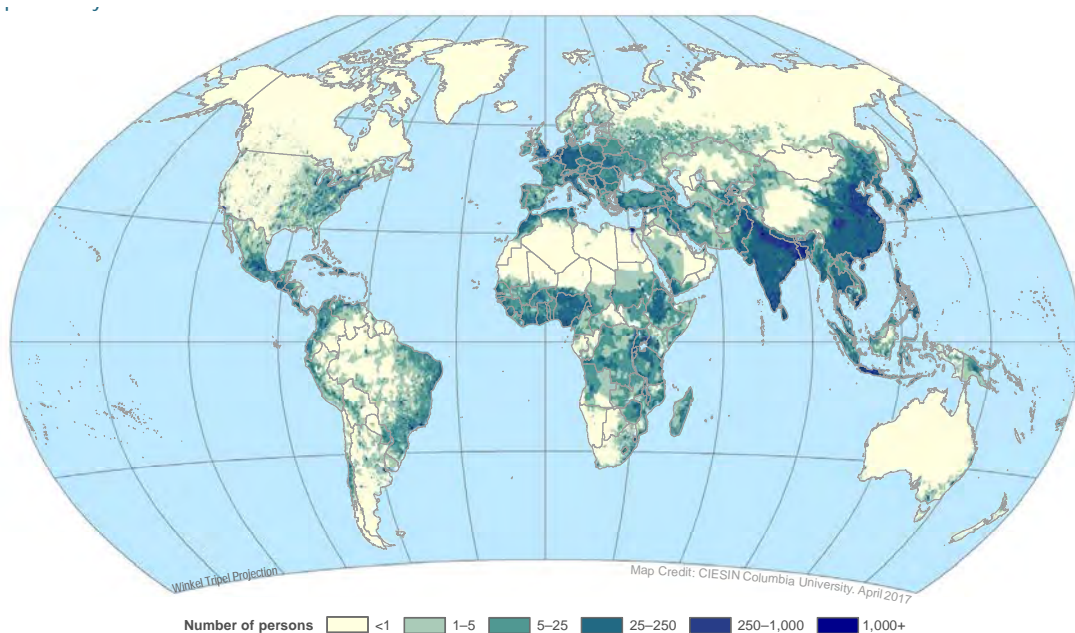 Winkel Tripel Projection
Map Credit: CIESIN Columbia University. April 2017
Number of persons <1 1–5 5–25 25–250 250–1,000 1,000+